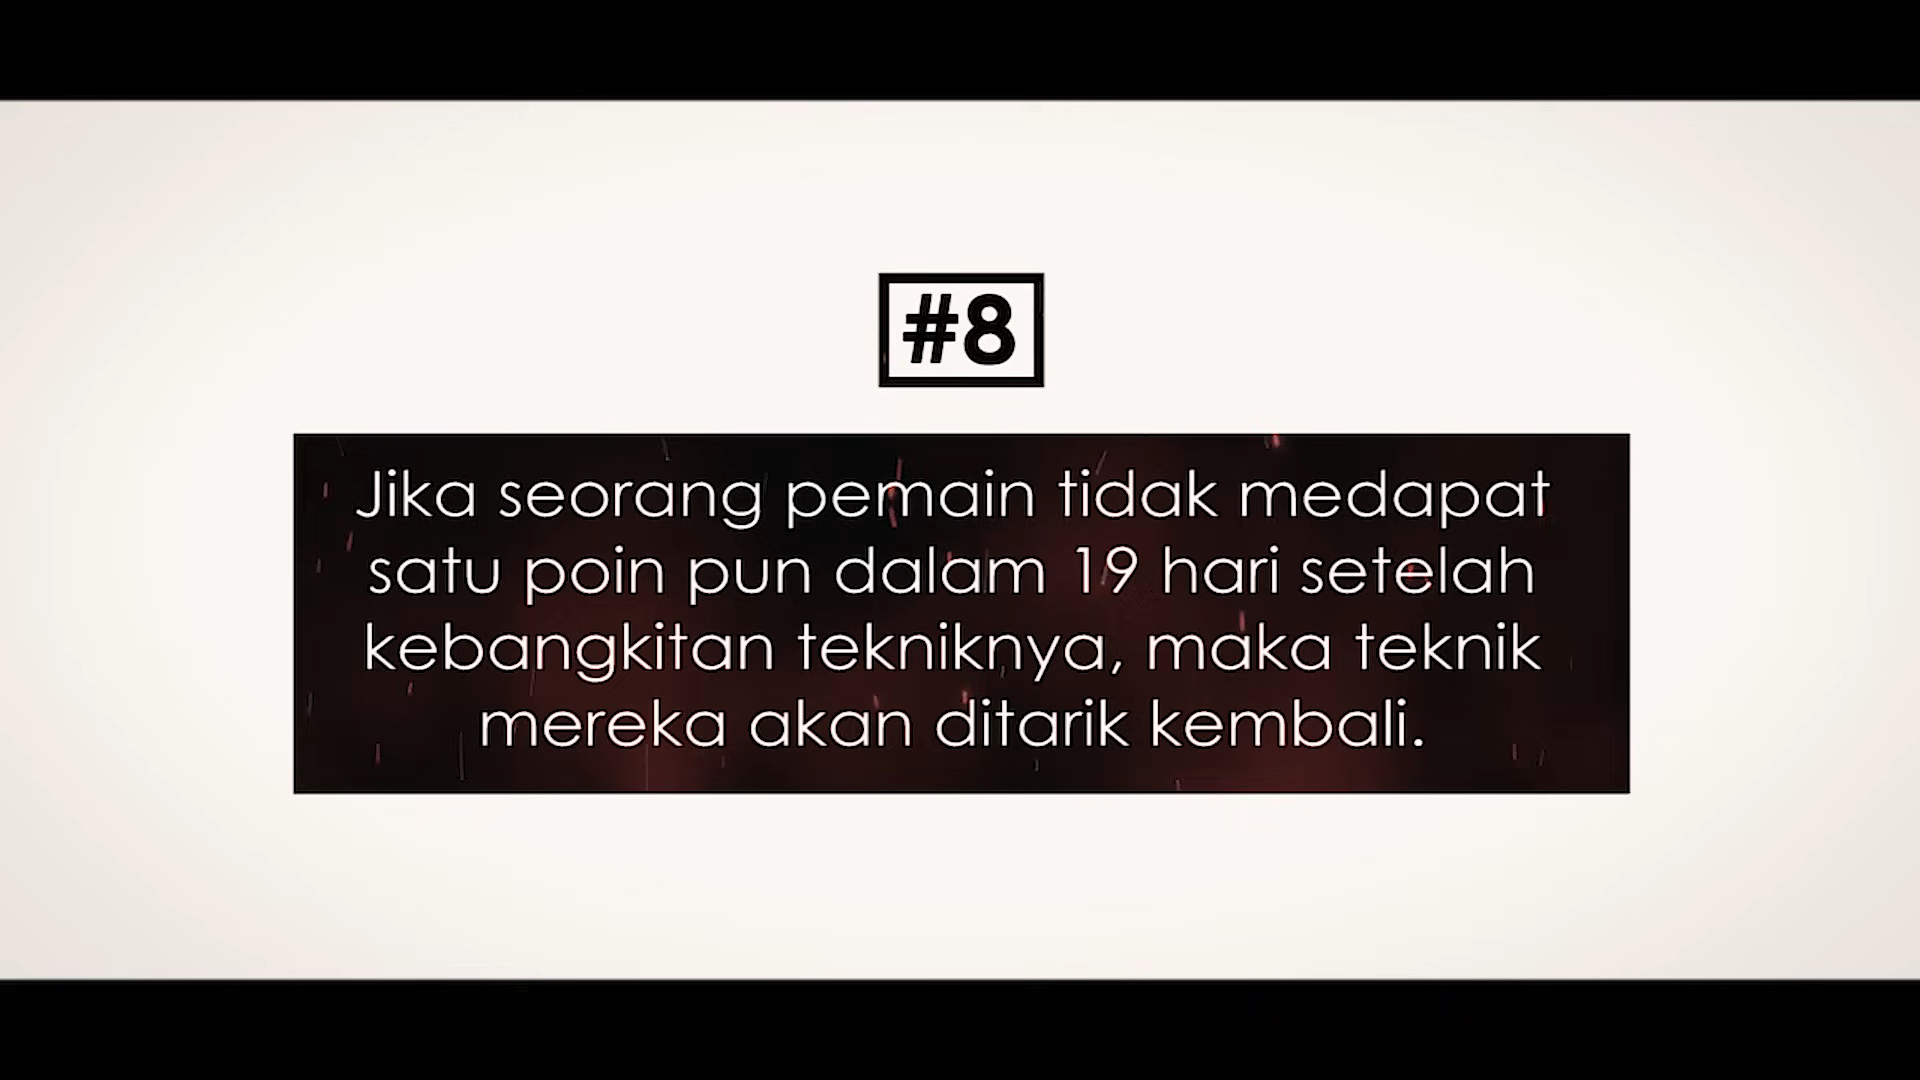 #8
Jika seorang pemain tidak medapat
satu poin pun dalam 19 hari setelah
kebangkitan tekniknya, maka teknik
mereka akan ditarik kembali.